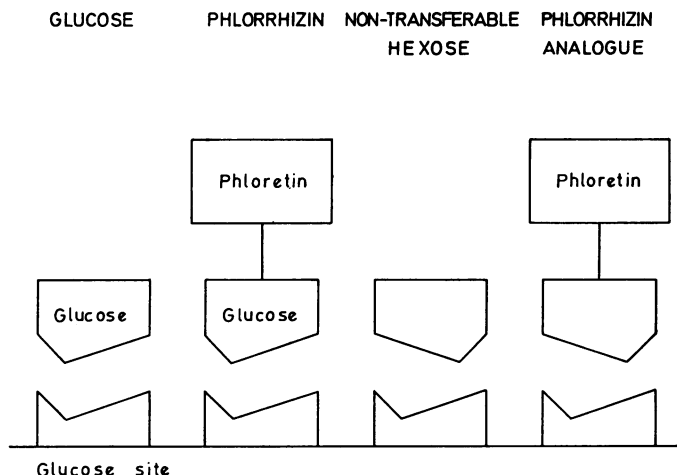 GLUCOSE
PHLORRHIZIN
NON-TRANSFERABLE
HEXOSE
PHLORRHIZIN
ANALOGUE
Phloretin
Phloretin
Glucose
Glucose
Glucose site